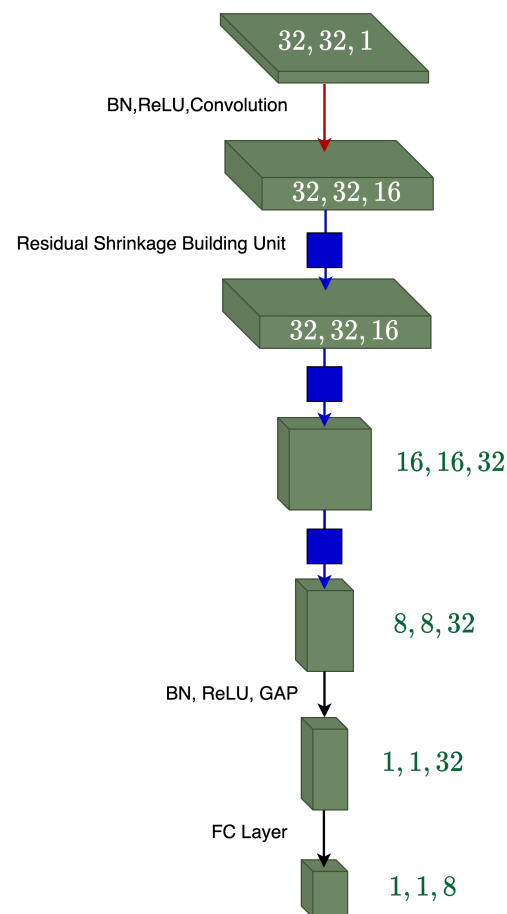 32, 32, 1
BN,ReLU,Convolution
32, 32, 16
Residual Shrinkage Building Unit
32, 32, 16
16, 16, 32
8, 8, 32
BN, ReLU, GAP
1, 1, 32
FC Layer
1, 1, 8